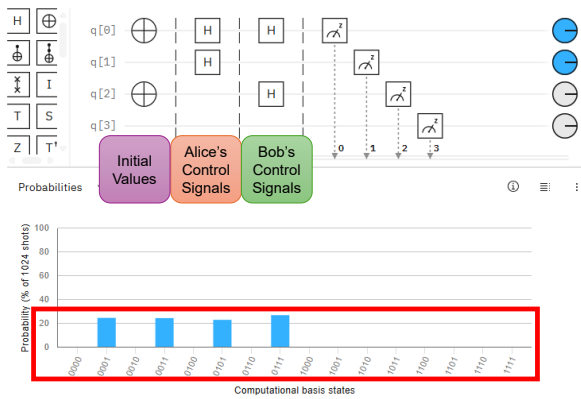 H
q[0]
H
H
z
q[1]
H
z
I
q[2]
H
z
T
S
q[3]
z
Z
T
0
1
2
3
Initial
Values
Alice's
Control
Signals
Bob's
Control
Signals
Probabilities
Probability (% of 1024 shots)
100
80
60
40
20
0
0000
0001
0010
0011
0100
0101
0110
0111
1000
1001
1010
1011
1100
1101
1110
1111
Computational basis states